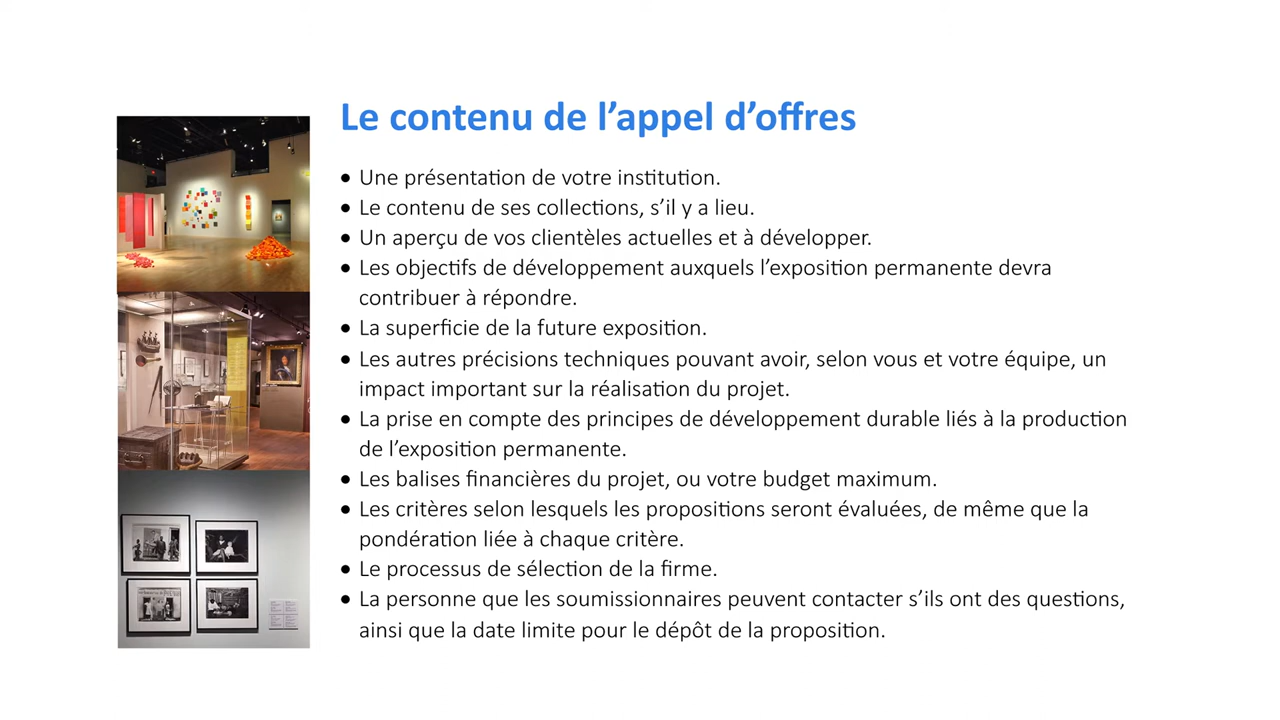 Le contenu de l’appel d’offres
• Une présentation de votre institution.
• Le contenu de ses collections, s’il y a lieu.
• Un aperçu de vos clientèles actuelles et à développer.
• Les objectifs de développement auxquels l’exposition permanente devra
contribuer à répondre.
• La superficie de la future exposition.
• Les autres précisions techniques pouvant avoir, selon vous et votre équipe, un
impact important sur la réalisation du projet.
• La prise en compte des principes de développement durable liés à la production
de l’exposition permanente.
• Les balises financières du projet, ou votre budget maximum.
• Les critères selon lesquels les propositions seront évaluées, de même que la
pondération liée à chaque critère.
• Le processus de sélection de la firme.
• La personne que les soumissionnaires peuvent contacter s’ils ont des questions,
ainsi que la date limite pour le dépôt de la proposition.